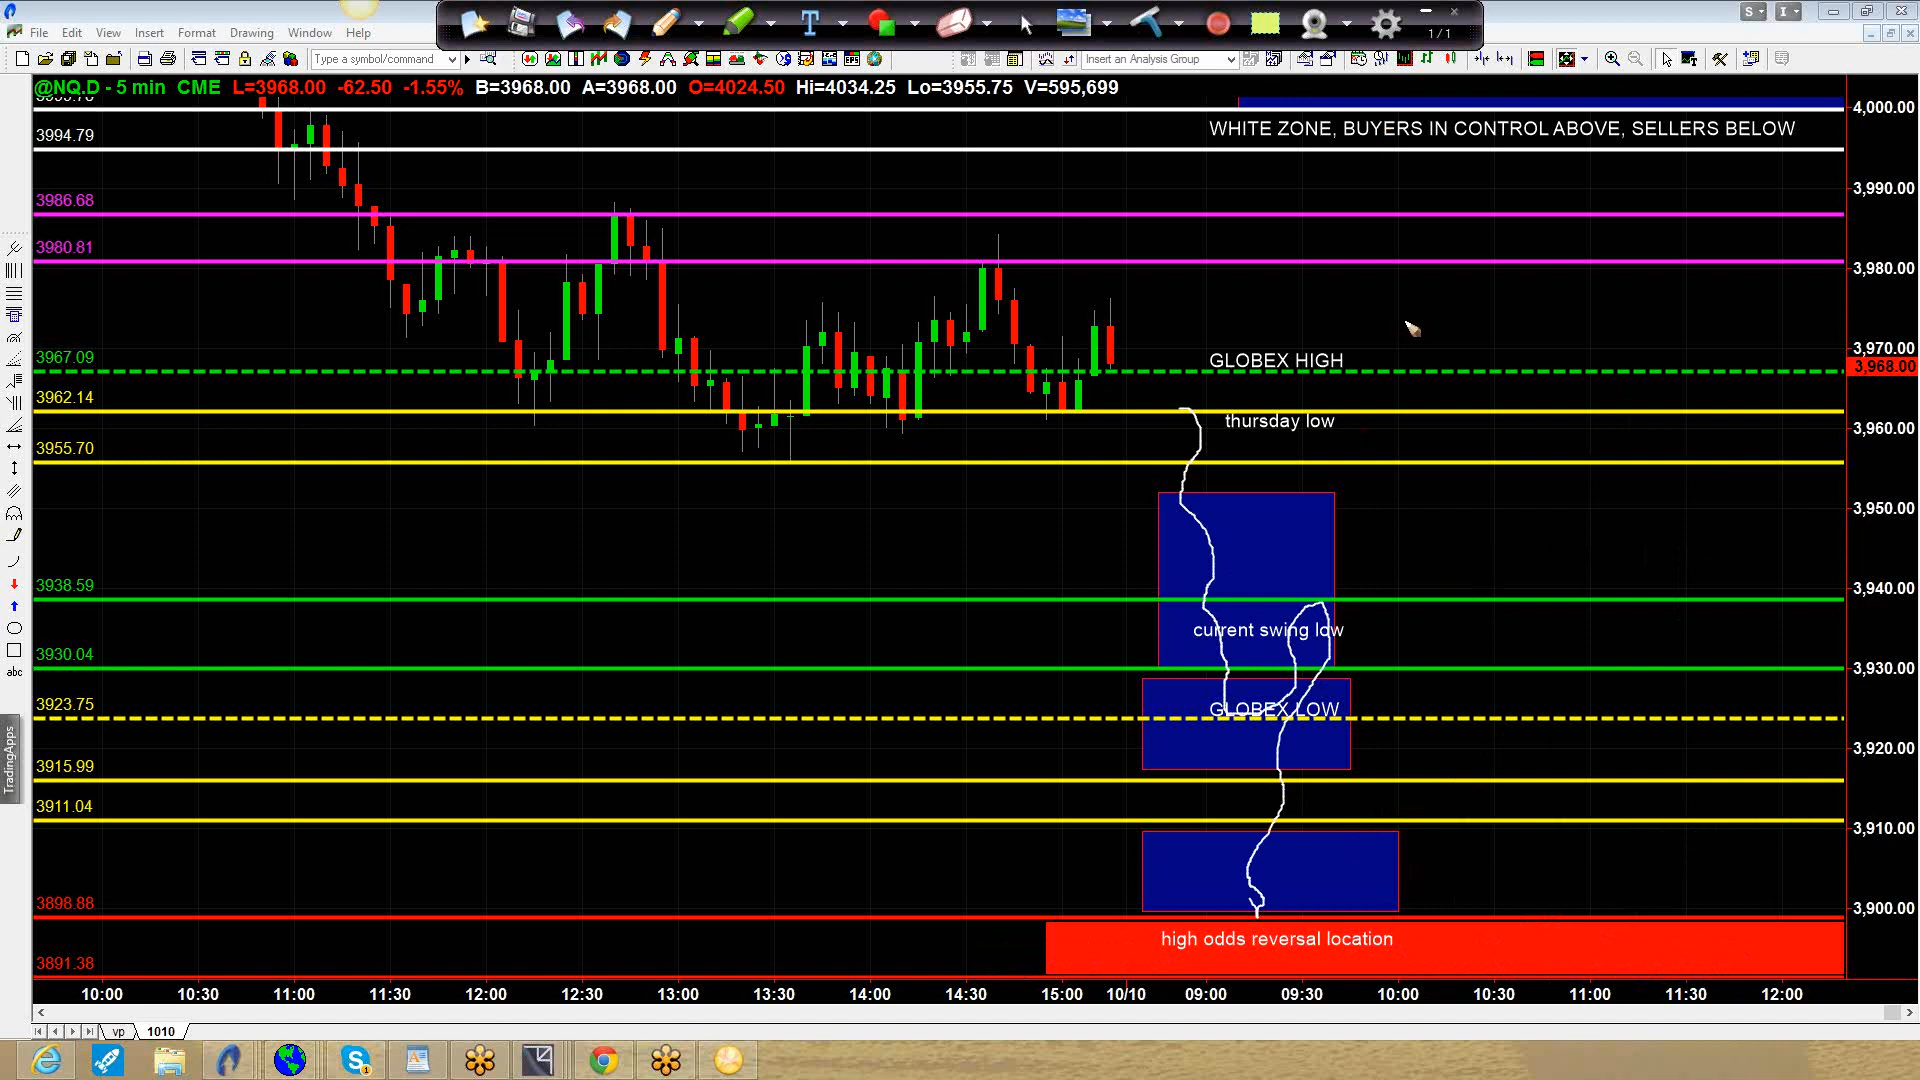 S
I
File Edit View Insert Format Drawing Window Help
T
1 / 1
Type a symbol/command
EPS
Insert an Analysis Group
@NQ.D - 5 min CME L=3968.00 -62.50 -1.55% B=3968.00 A=3968.00 O=4024.50 Hi=4034.25 Lo=3955.75 V=595,699
4,000.00
WHITE ZONE, BUYERS IN CONTROL ABOVE, SELLERS BELOW
3994.79
3,990.00
3986.68
3980.81
3,980.00
3,970.00
3967.09
GLOBEX HIGH
3,968.00
3962.14
thursday low
3,960.00
3955.70
3,950.00
3938.59
3,940.00
current swing low
3930.04
3,930.00
abc
3923.75
GLOBEX LOW
3,920.00
TradingApps
3915.99
3911.04
3,910.00
3898.88
3,900.00
high odds reversal location
3891.38
10:00 10:30 11:00 11:30 12:00 12:30 13:00 13:30 14:00 14:30 15:00 10/10 09:00 09:30 10:00 10:30 11:00 11:30 12:00
vp 1010